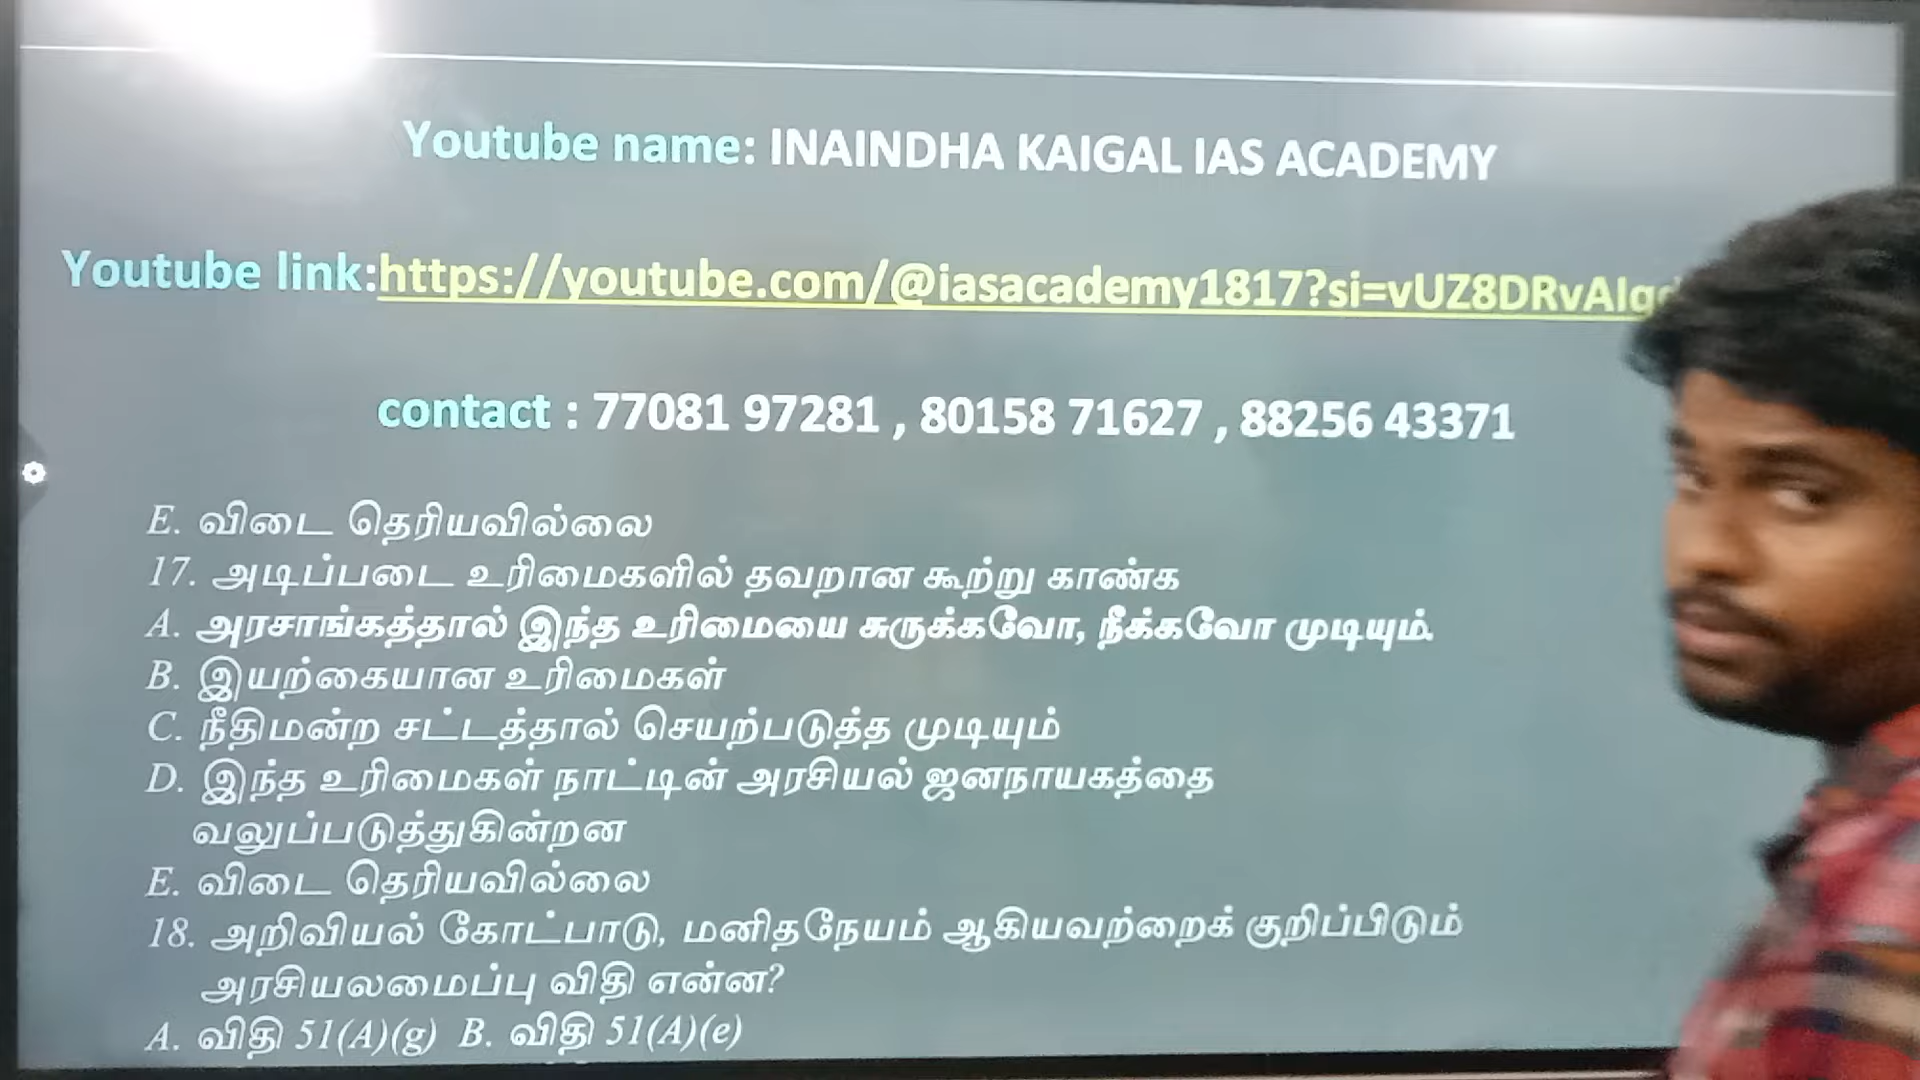 Youtube name: INAINDHA KAIGAL IAS ACADEMY
Youtube link:https://youtube.com/@iasacademy1817?si=vUZ8DRvAIg
contact : 77081 97281 , 80158 71627 , 88256 43371
E. விடை தெரியவில்லை
17. அடிப்படை உரிமைகளில் தவறான கூற்று காண்க
A. அரசாங்கத்தால் இந்த உரிமையை சுருக்கவோ, நீக்கவோ முடியும்.
B. இயற்கையான உரிமைகள்
C. நீதிமன்ற சட்டத்தால் செயற்படுத்த முடியும்
D. இந்த உரிமைகள் நாட்டின் அரசியல் ஜனநாயகத்தை
வலுப்படுத்துகின்றன
E. விடை தெரியவில்லை
18. அறிவியல் கோட்பாடு, மனிதநேயம் ஆகியவற்றைக் குறிப்பிடும்
அரசியலமைப்பு விதி என்ன?
A. விதி 51(A)(g) B. விதி 51(A)(e)